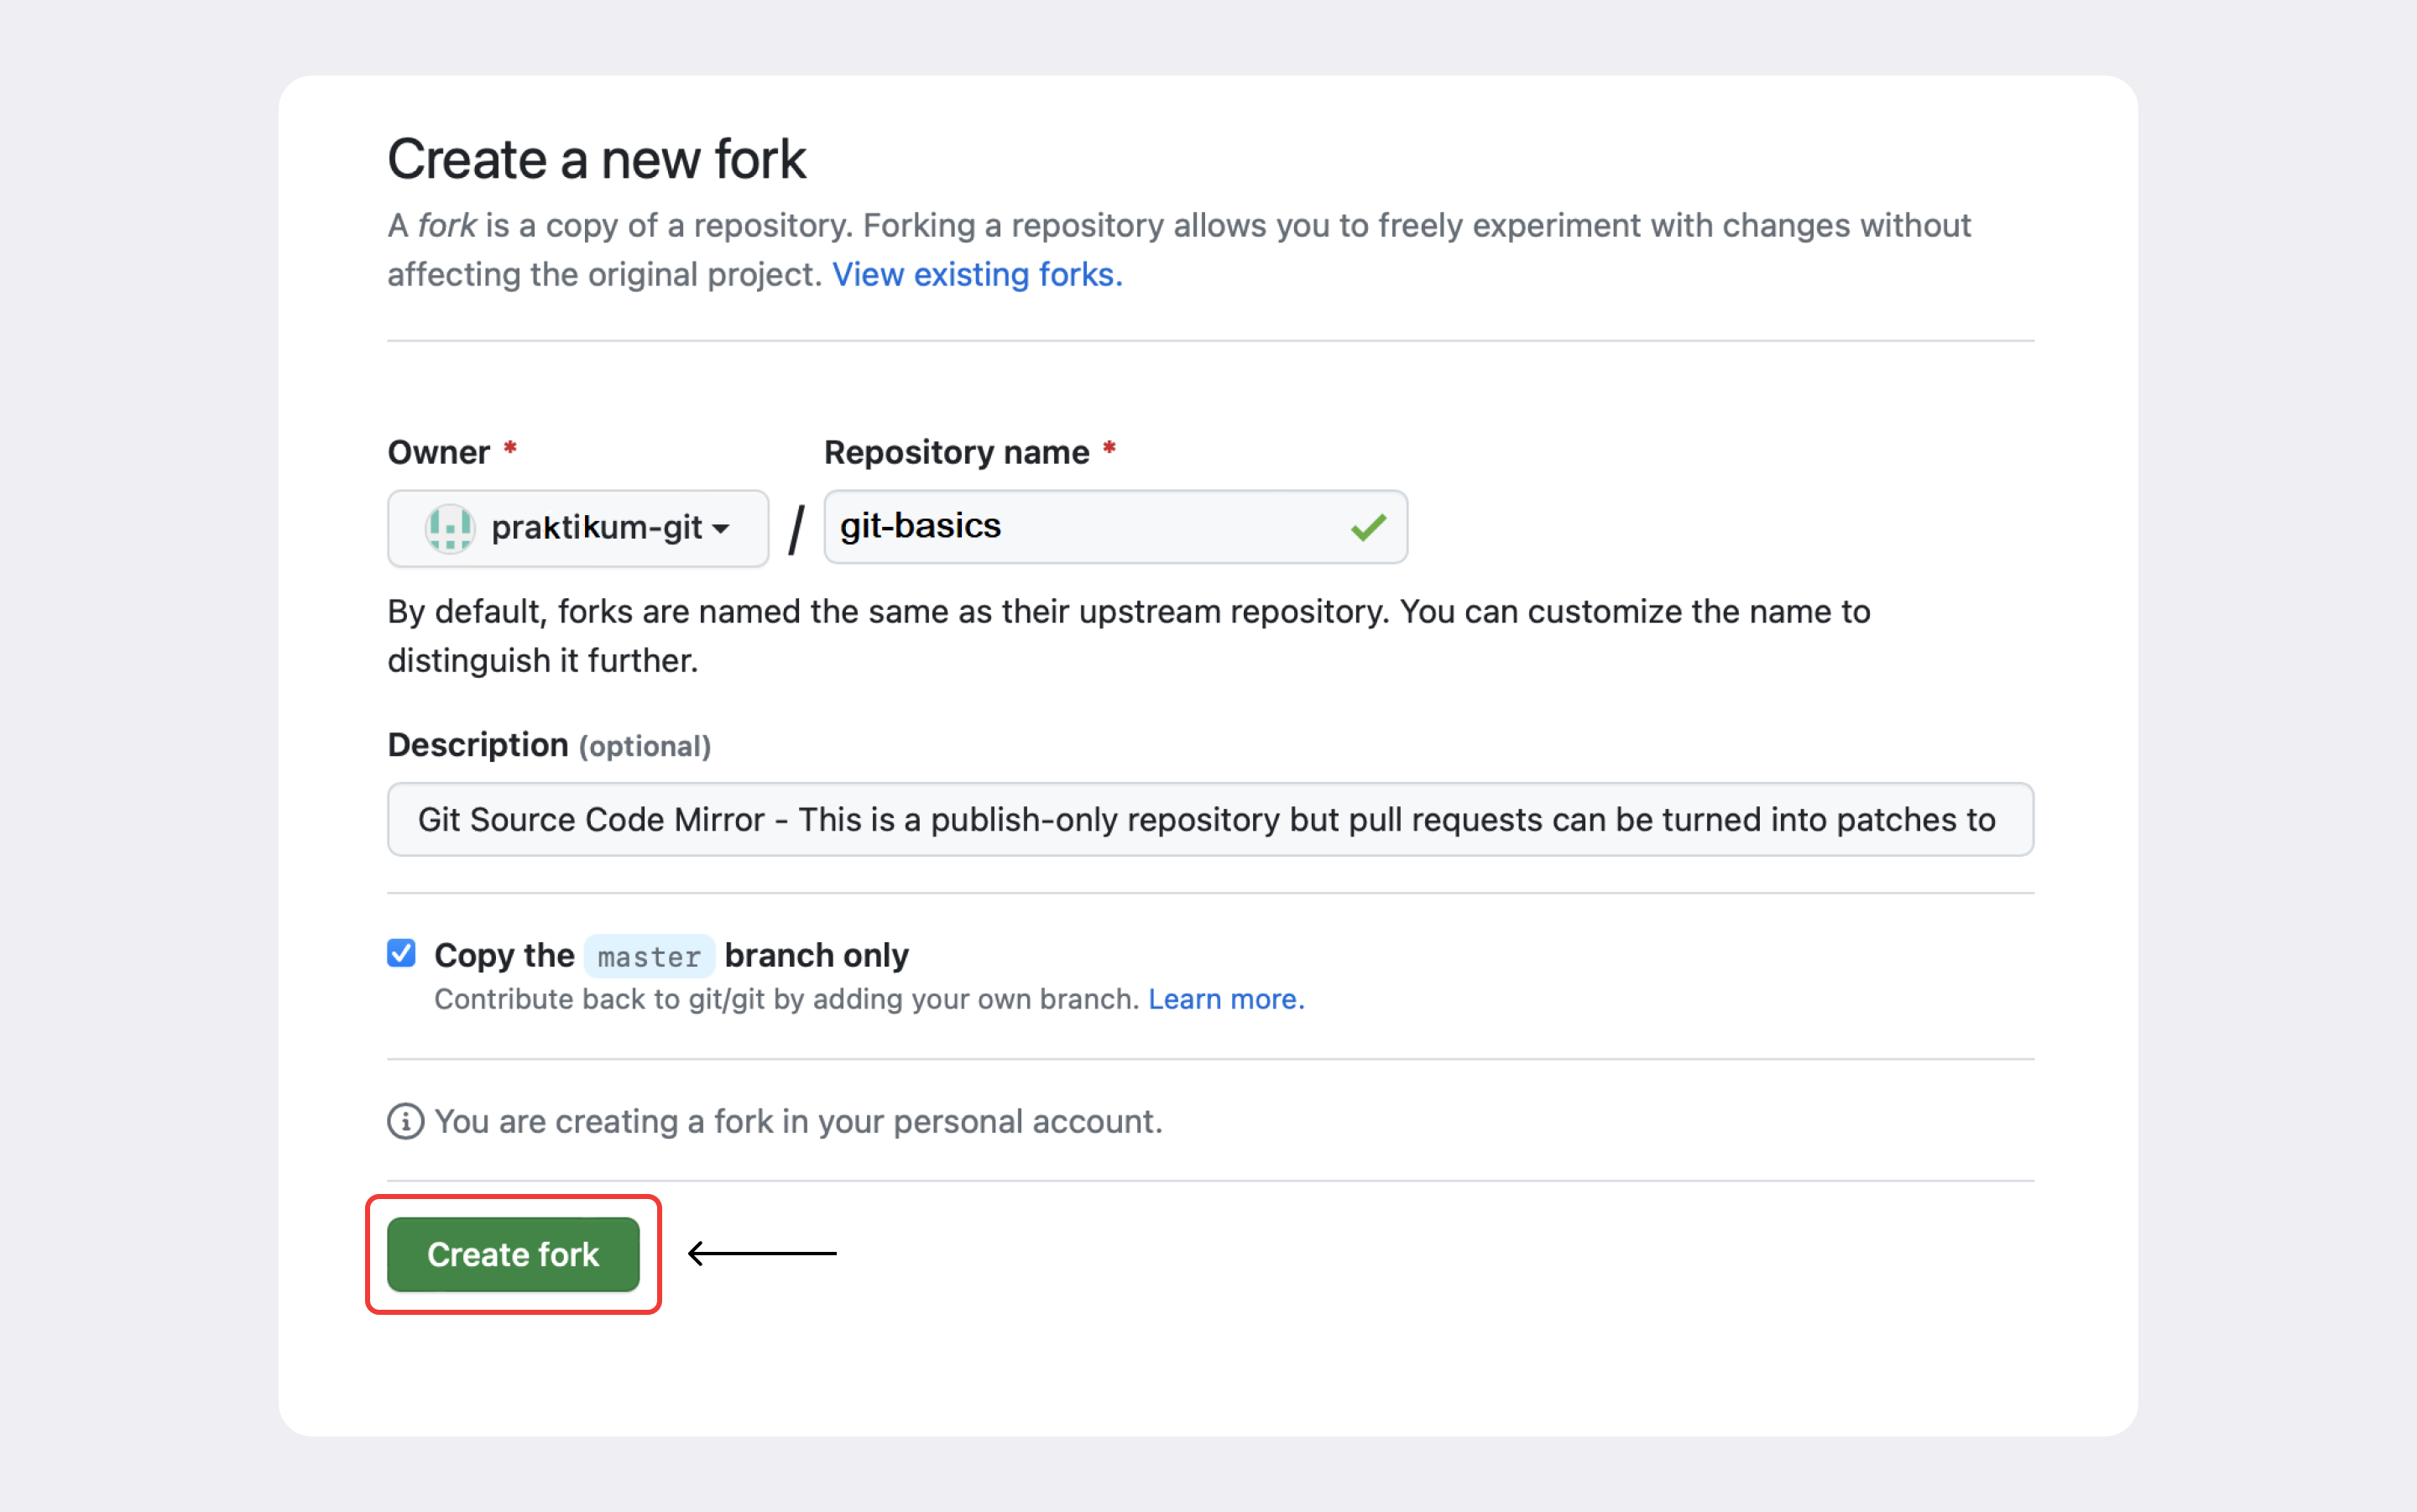 Create a new fork
A fork is a copy of a repository. Forking a repository allows you to freely experiment with changes without
affecting the original project. View existing forks.
Owner * Repository name *
praktikum-git / git-basics
By default, forks are named the same as their upstream repository. You can customize the name to
distinguish it further.
Description (optional)
Git Source Code Mirror - This is a publish-only repository but pull requests can be turned into patches to
Copy the master branch only
Contribute back to git/git by adding your own branch. Learn more.
You are creating a fork in your personal account.
Create fork